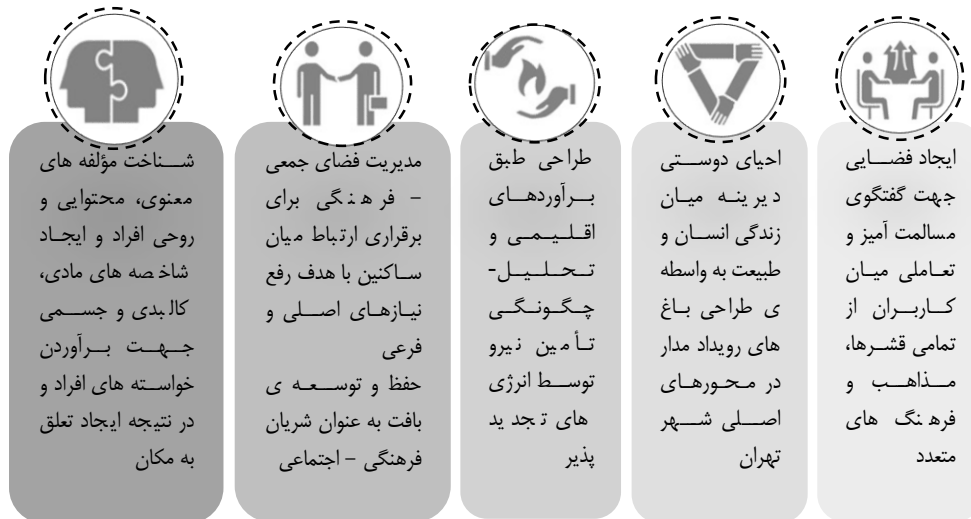 ایجاد فضایی
جهت گفتگوی
مسالمت آمیز و
تعاملی میان
کاربران از
تمامی قشرها،
مذاهب و
فرهنگ های
متعدد
احیای دوستی
دیرینه میان
زندگی انسان و
طبیعت به واسطه
ی طراحی باغ
های رویداد مدار
در محورهای
اصلی شهر
تهران
طراحی طبق
برآوردهای
اقلیمی و
تحلیل-
چگونگی
تأمین نیرو
توسط انرژی
های تجدید
پذیر
مدیریت فضای جمعی
– فرهنگی برای
برقراری ارتباط میان
ساکنین با هدف رفع
نیازهای اصلی و
فرعی
حفظ و توسعه ی
بافت به عنوان شریان
فرهنگی – اجتماعی
شناخت مؤلفه های
معنوی، محتوایی و
روحی افراد و ایجاد
شاخصه های مادی،
کالبدی و جسمی
جهت برآوردن
خواسته های افراد و
در نتیجه ایجاد تعلق
به مکان